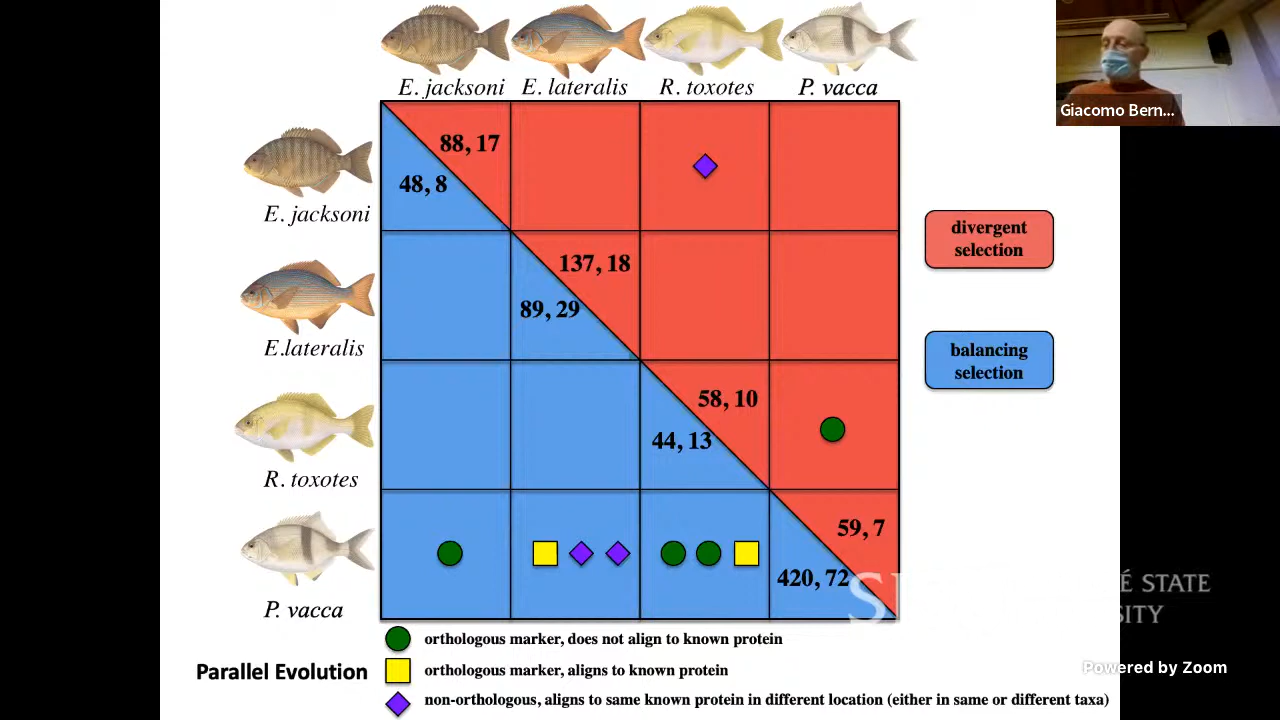 E. jacksoni E. lateralis R. toxotes P. vacca
Giacomo Bern...
88, 17
48, 8
E. jacksoni
divergent
selection
137, 18
89, 29
E.lateralis
balancing
selection
58, 10
44, 13
R. toxotes
59, 7
420, 72
P. vacca
É STATE
SITY
orthologous marker, does not align to known protein
Parallel Evolution
orthologous marker, aligns to known protein
non-orthologous, aligns to same known protein in different location (either in same or different taxa)
Powered by Zoom